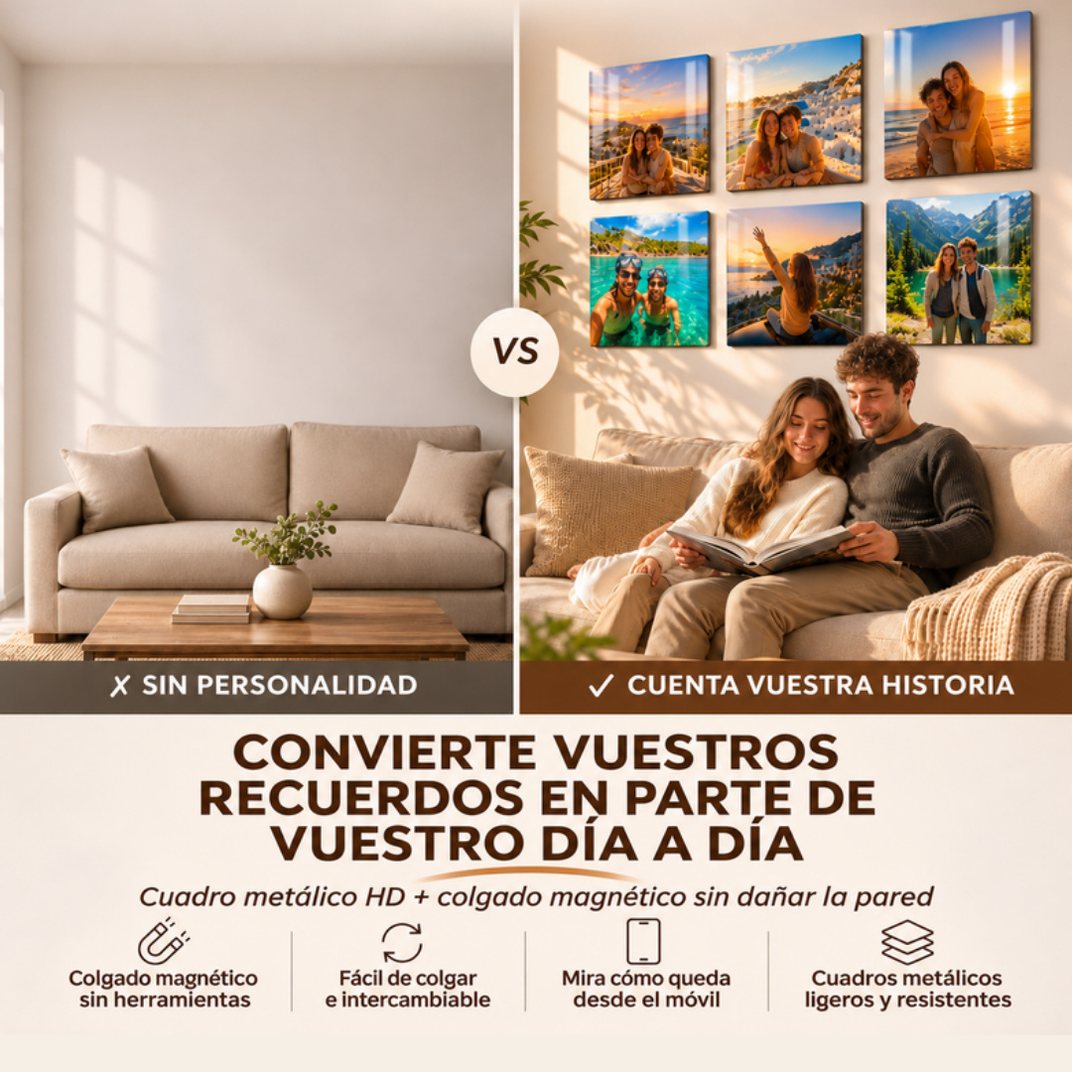 VS
✗ SIN PERSONALIDAD
✓ CUENTA VUESTRA HISTORIA
CONVIERTE VUESTROS
RECUERDOS EN PARTE DE
VUESTRO DÍA A DÍA
Cuadro metálico HD + colgado magnético sin dañar la pared
Colgado magnético
sin herramientas
Fácil de colgar
e intercambiable
Mira cómo queda
desde el móvil
Cuadros metálicos
ligeros y resistentes